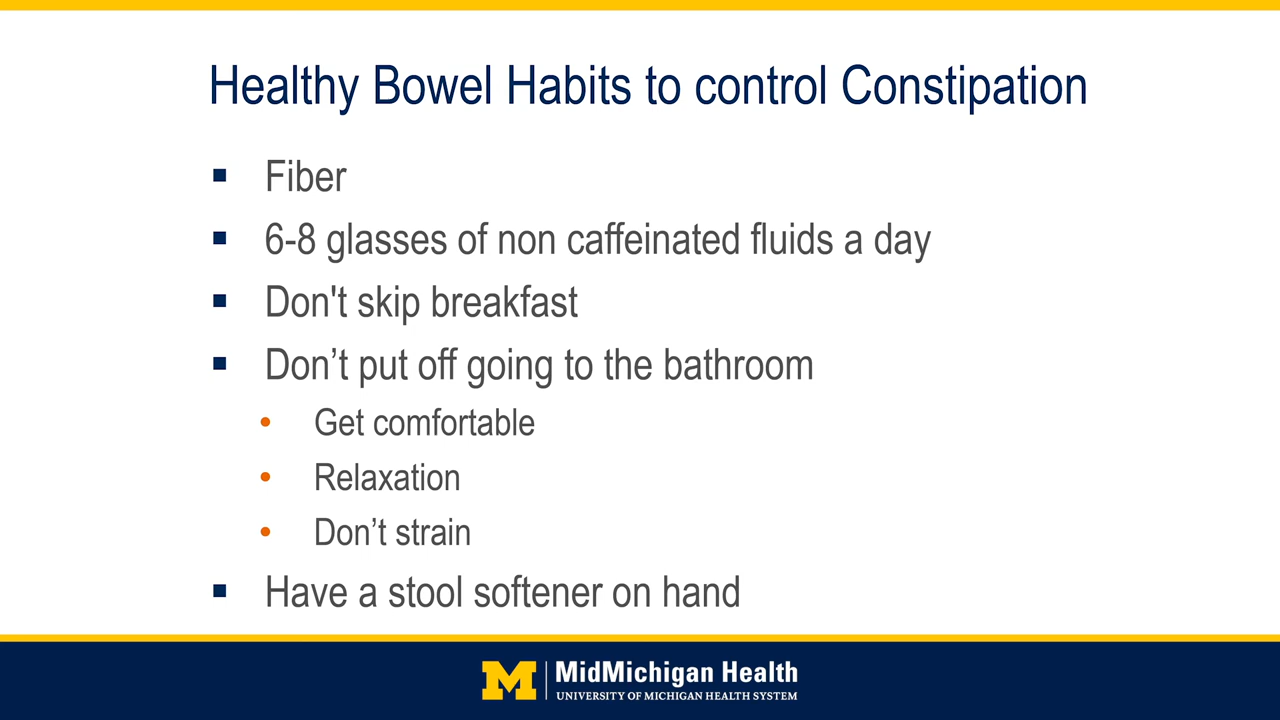 Healthy Bowel Habits to control Constipation
Fiber
6-8 glasses of non caffeinated fluids a day
Don't skip breakfast
Don’t put off going to the bathroom
Get comfortable
Relaxation
Don’t strain
Have a stool softener on hand
M
MidMichigan Health
UNIVERSITY OF MICHIGAN HEALTH SYSTEM